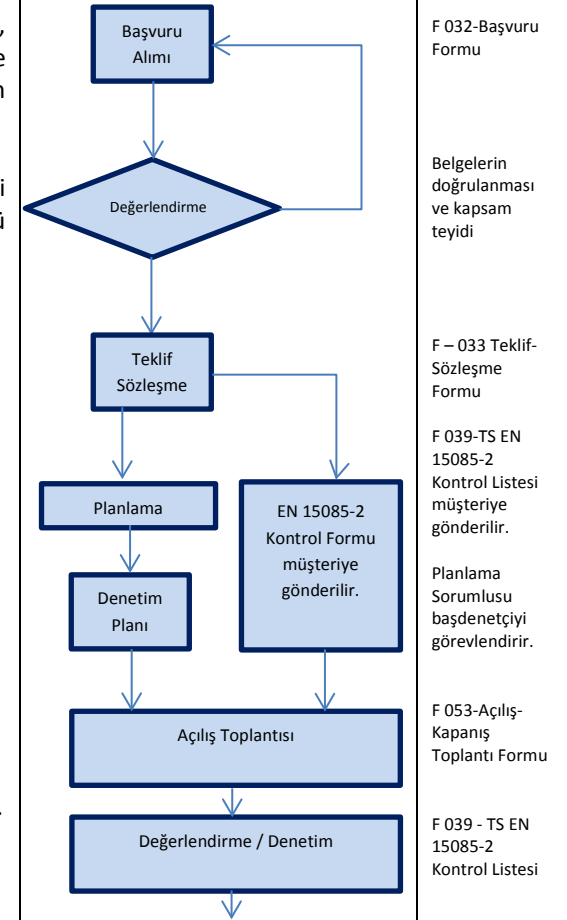 ,
e
n
i
ü
.
Başvuru
Alımı
F 032-Başvuru
Formu
Değerlendirme
Belgelerin
doğrulanması
ve kapsam
teyidi
Teklif
Sözleşme
F – 033 Teklif-
Sözleşme
Formu
Planlama
EN 15085-2
Kontrol Formu
müşteriye
gönderilir.
F 039-TS EN
15085-2
Kontrol Listesi
müşteriye
gönderilir.
Denetim
Planı
Planlama
Sorumlusu
başdenetçiyi
görevlendirir.
Açılış Toplantısı
F 053-Açılış-
Kapanış
Toplantı Formu
Değerlendirme / Denetim
F 039 - TS EN
15085-2
Kontrol Listesi